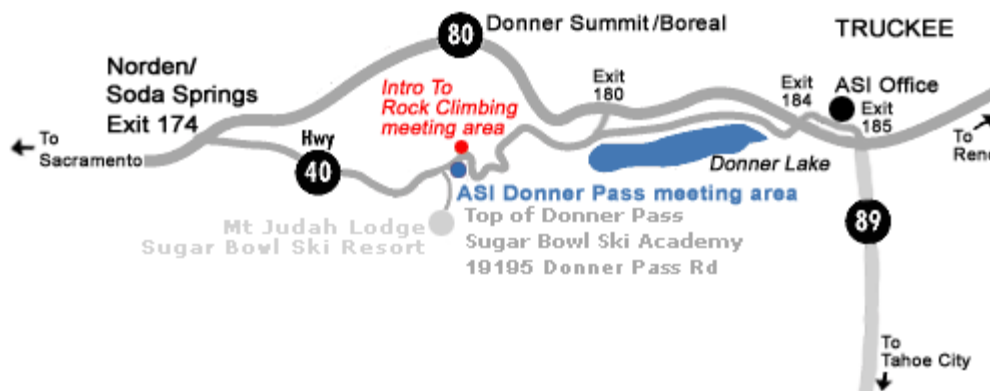 80
Donner Summit/Boreal
TRUCKEE
Norden/
Soda Springs
Exit 174
Intro To
Rock Climbing
meeting area
Exit
180
Exit
184
ASI Office
Exit
185
To
Sacramento
Hwy
40
To
Reno
Donner Lake
ASI Donner Pass meeting area
Mt Judah Lodge
Sugar Bowl Ski Resort
Top of Donner Pass
Sugar Bowl Ski Academy
19195 Donner Pass Rd
89
To
Tahoe City